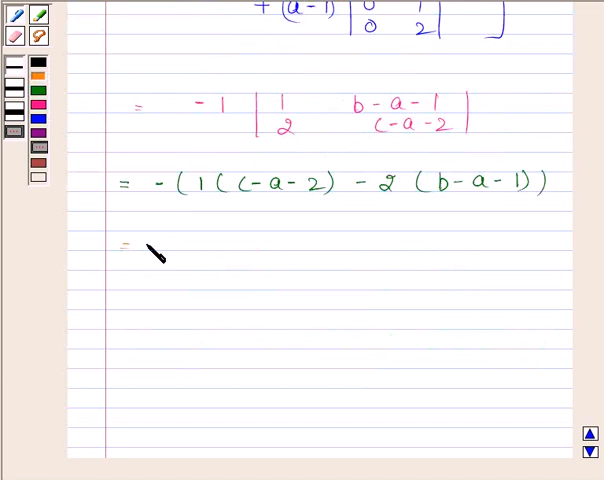 + (a-1) | 0 1 |
| 0 2 | ]
= -1 | 1 b-a-1 |
| 2 c-a-2 |
= - ( 1 ( c-a-2 ) - 2 ( b-a-1 ) )
=